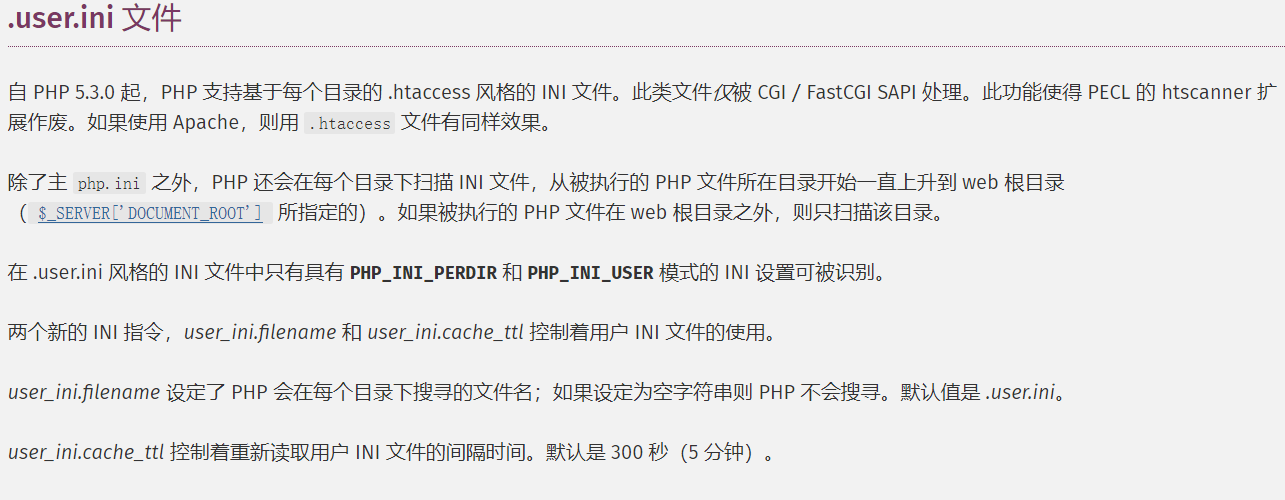 .user.ini 文件
自 PHP 5.3.0 起，PHP 支持基于每个目录的 .htaccess 风格的 INI 文件。此类文件仅被 CGI / FastCGI SAPI 处理。此功能使得 PECL 的 htscanner 扩
展作废。如果使用 Apache，则用 .htaccess 文件有同样效果。
除了主 php.ini 之外，PHP 还会在每个目录下扫描 INI 文件，从被执行的 PHP 文件所在目录开始一直上升到 web 根目录
（$_SERVER['DOCUMENT_ROOT'] 所指定的）。如果被执行的 PHP 文件在 web 根目录之外，则只扫描该目录。
在 .user.ini 风格的 INI 文件中只有具有 PHP_INI_PERDIR 和 PHP_INI_USER 模式的 INI 设置可被识别。
两个新的 INI 指令，user_ini.filename 和 user_ini.cache_ttl 控制着用户 INI 文件的使用。
user_ini.filename 设定了 PHP 会在每个目录下搜寻的文件名；如果设定为空字符串则 PHP 不会搜寻。默认值是 .user.ini。
user_ini.cache_ttl 控制着重新读取用户 INI 文件的间隔时间。默认是 300 秒（5 分钟）。